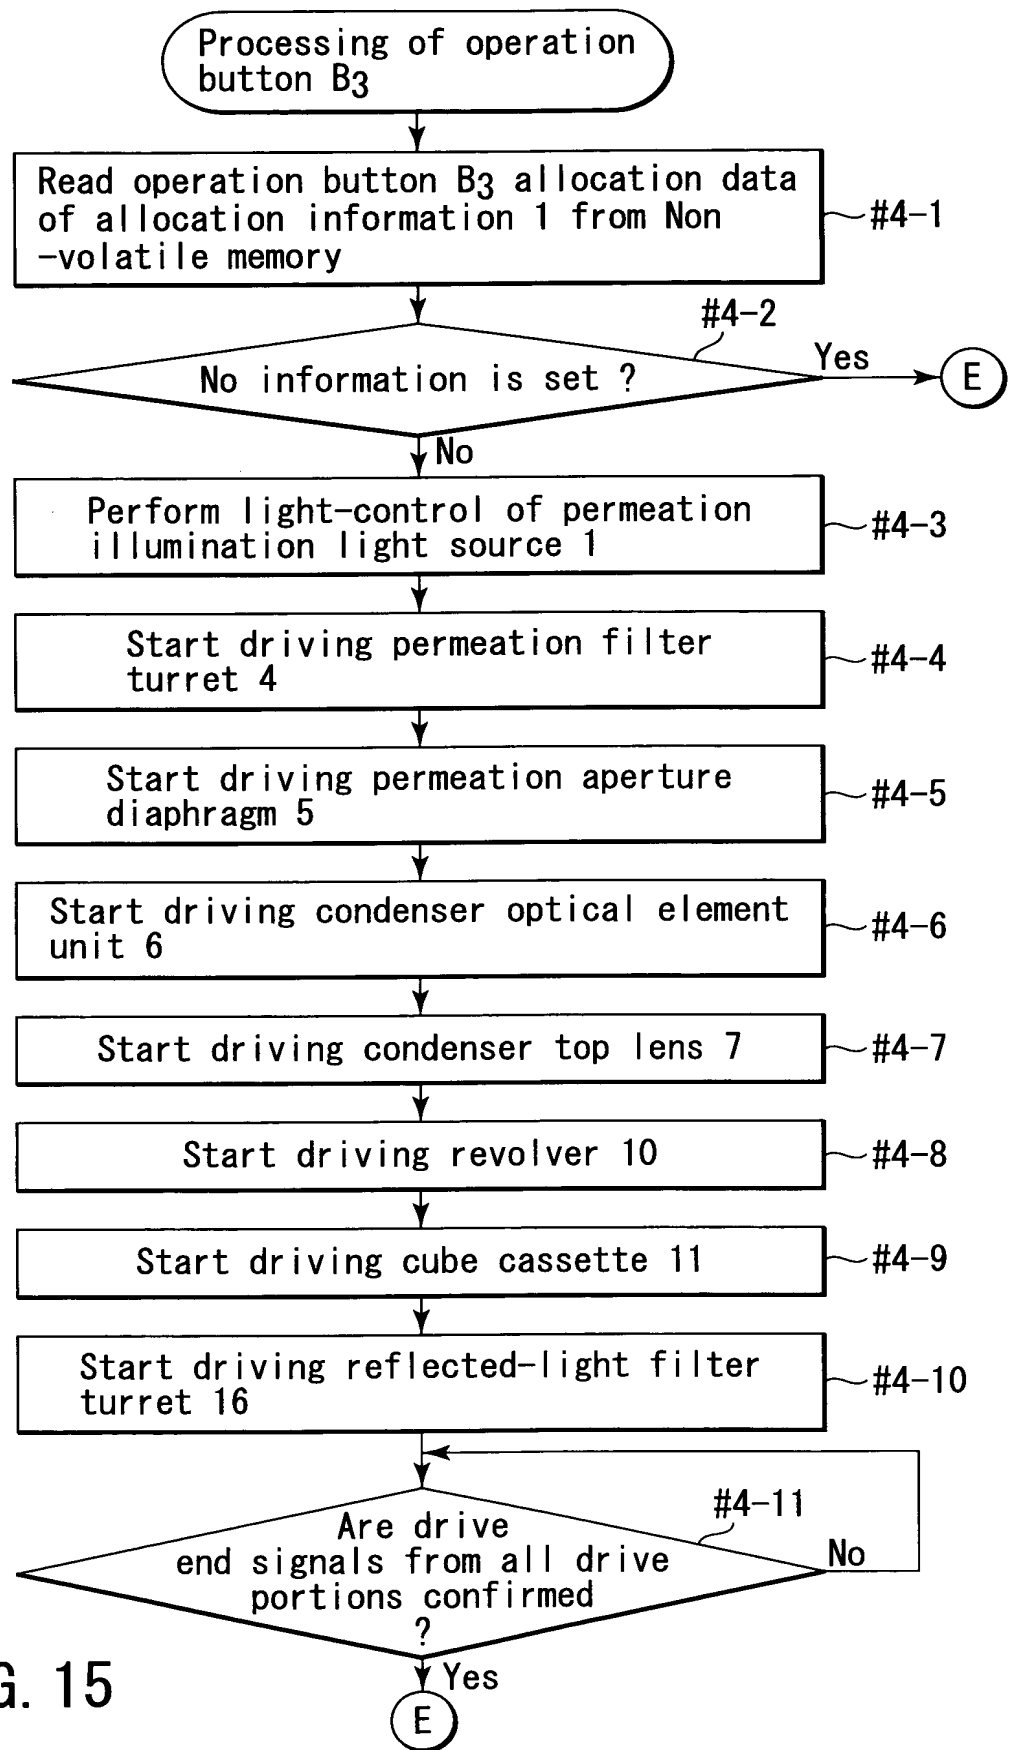 Processing of operation
button B3
Read operation button B3 allocation data
of allocation information 1 from Non
-volatile memory
#4-1
#4-2
No information is set ?
Yes
E
No
Perform light-control of permeation
illumination light source 1
#4-3
Start driving permeation filter
turret 4
#4-4
Start driving permeation aperture
diaphragm 5
#4-5
Start driving condenser optical element
unit 6
#4-6
Start driving condenser top lens 7
#4-7
Start driving revolver 10
#4-8
Start driving cube cassette 11
#4-9
Start driving reflected-light filter
turret 16
#4-10
#4-11
Are drive
end signals from all drive
portions confirmed
?
No
Yes
E
G. 15